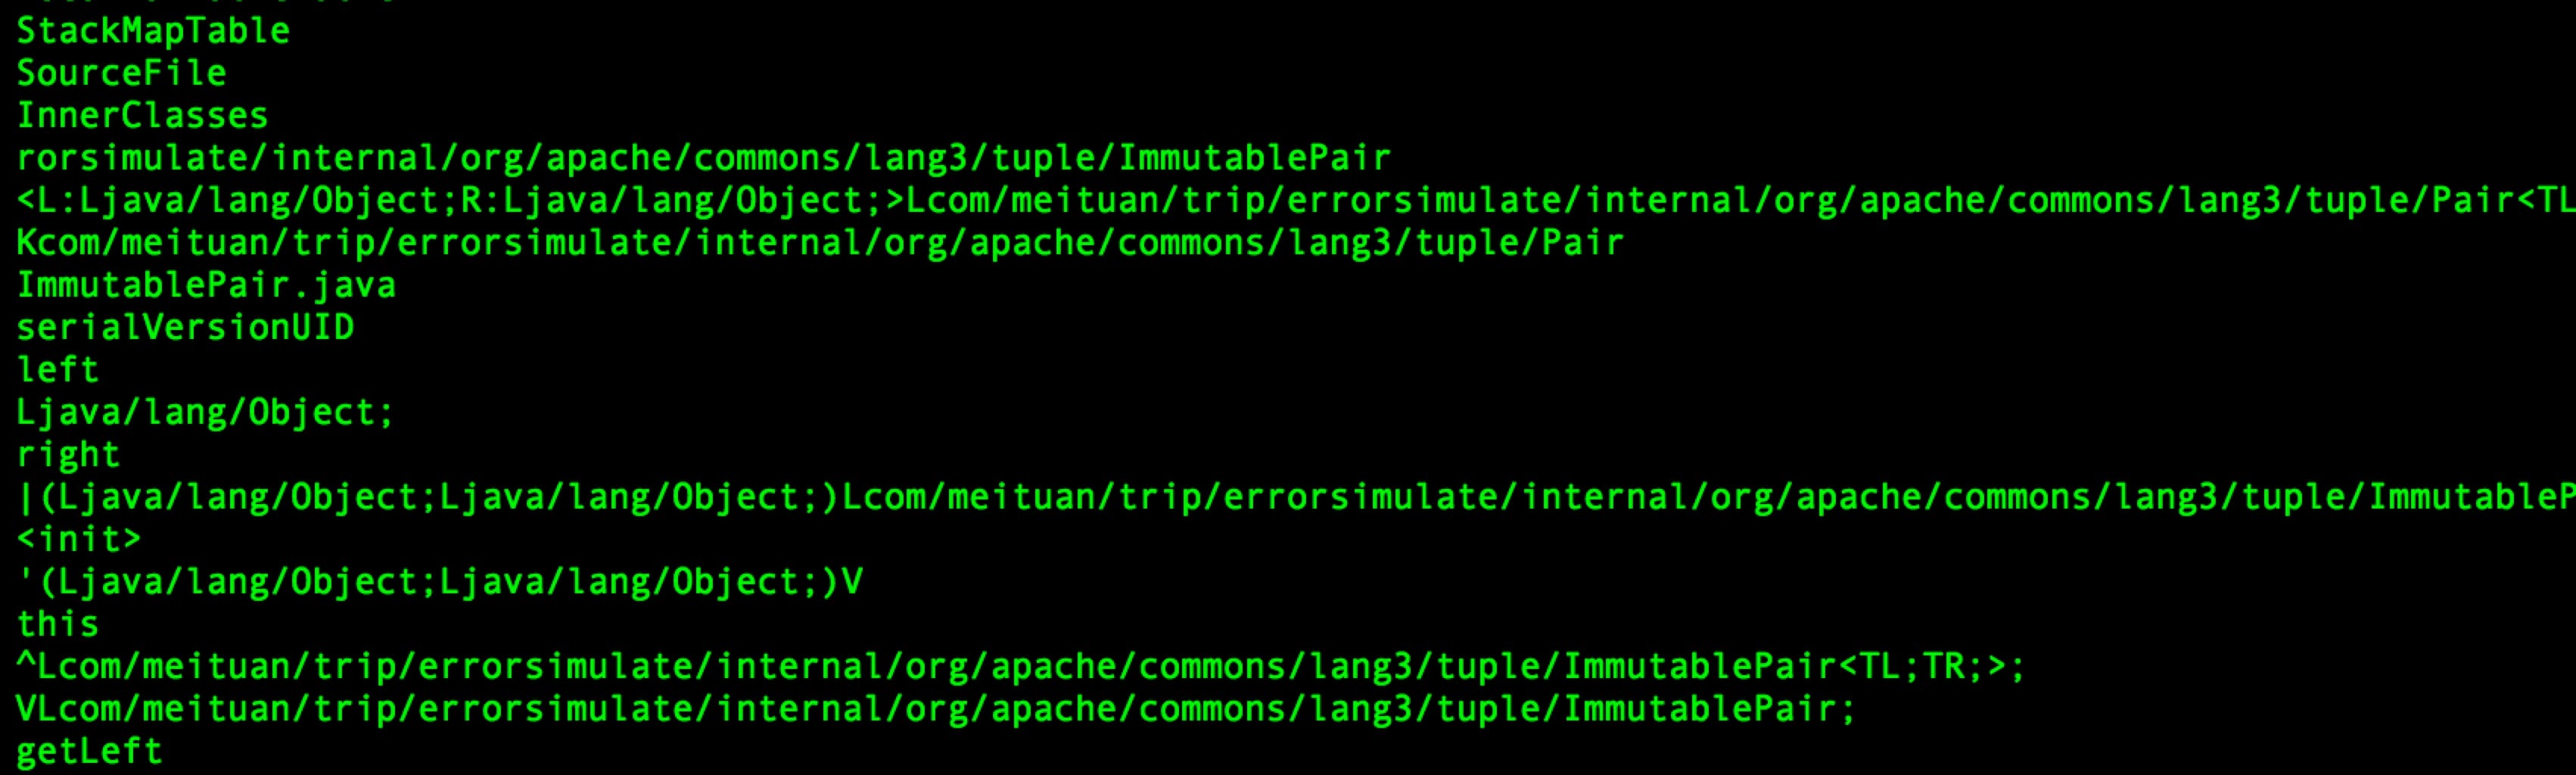 StackMapTable
SourceFile
InnerClasses
rorsimulate/internal/org/apache/commons/lang3/tuple/ImmutablePair
<L:Ljava/lang/Object;R:Ljava/lang/Object;>Lcom/meituan/trip/errorsimulate/internal/org/apache/commons/lang3/tuple/Pair<TL
Kcom/meituan/trip/errorsimulate/internal/org/apache/commons/lang3/tuple/Pair
ImmutablePair.java
serialVersionUID
left
Ljava/lang/Object;
right
|(Ljava/lang/Object;Ljava/lang/Object;)Lcom/meituan/trip/errorsimulate/internal/org/apache/commons/lang3/tuple/ImmutableP
<init>
'(Ljava/lang/Object;Ljava/lang/Object;)V
this
^Lcom/meituan/trip/errorsimulate/internal/org/apache/commons/lang3/tuple/ImmutablePair<TL;TR;>;
VLcom/meituan/trip/errorsimulate/internal/org/apache/commons/lang3/tuple/ImmutablePair;
getLeft